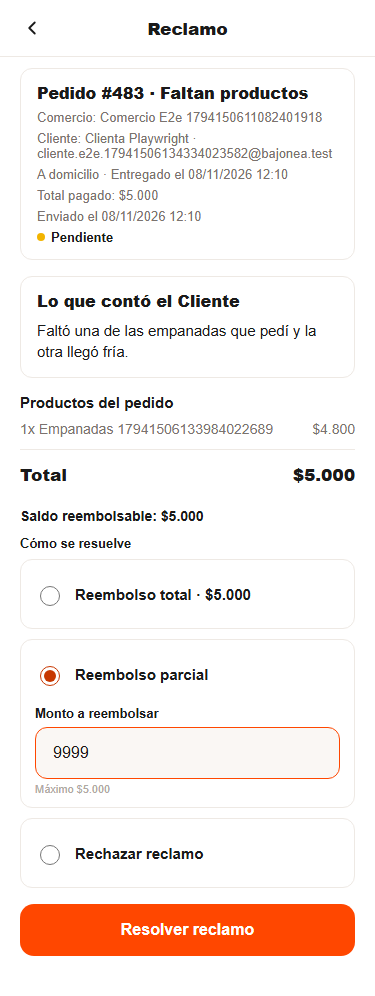 Reclamo
Pedido #483 · Faltan productos
Comercio: Comercio E2e 1794150611082401918
Cliente: Clienta Playwright ·
cliente.e2e.17941506134334023582@bajonea.test
A domicilio · Entregado el 08/11/2026 12:10
Total pagado: $5.000
Enviado el 08/11/2026 12:10
Pendiente
Lo que contó el Cliente
Faltó una de las empanadas que pedí y la
otra llegó fría.
Productos del pedido
1x Empanadas 17941506133984022689 $4.800
Total $5.000
Saldo reembolsable: $5.000
Cómo se resuelve
Reembolso total · $5.000
Reembolso parcial
Monto a reembolsar
9999
Máximo $5.000
Rechazar reclamo
Resolver reclamo